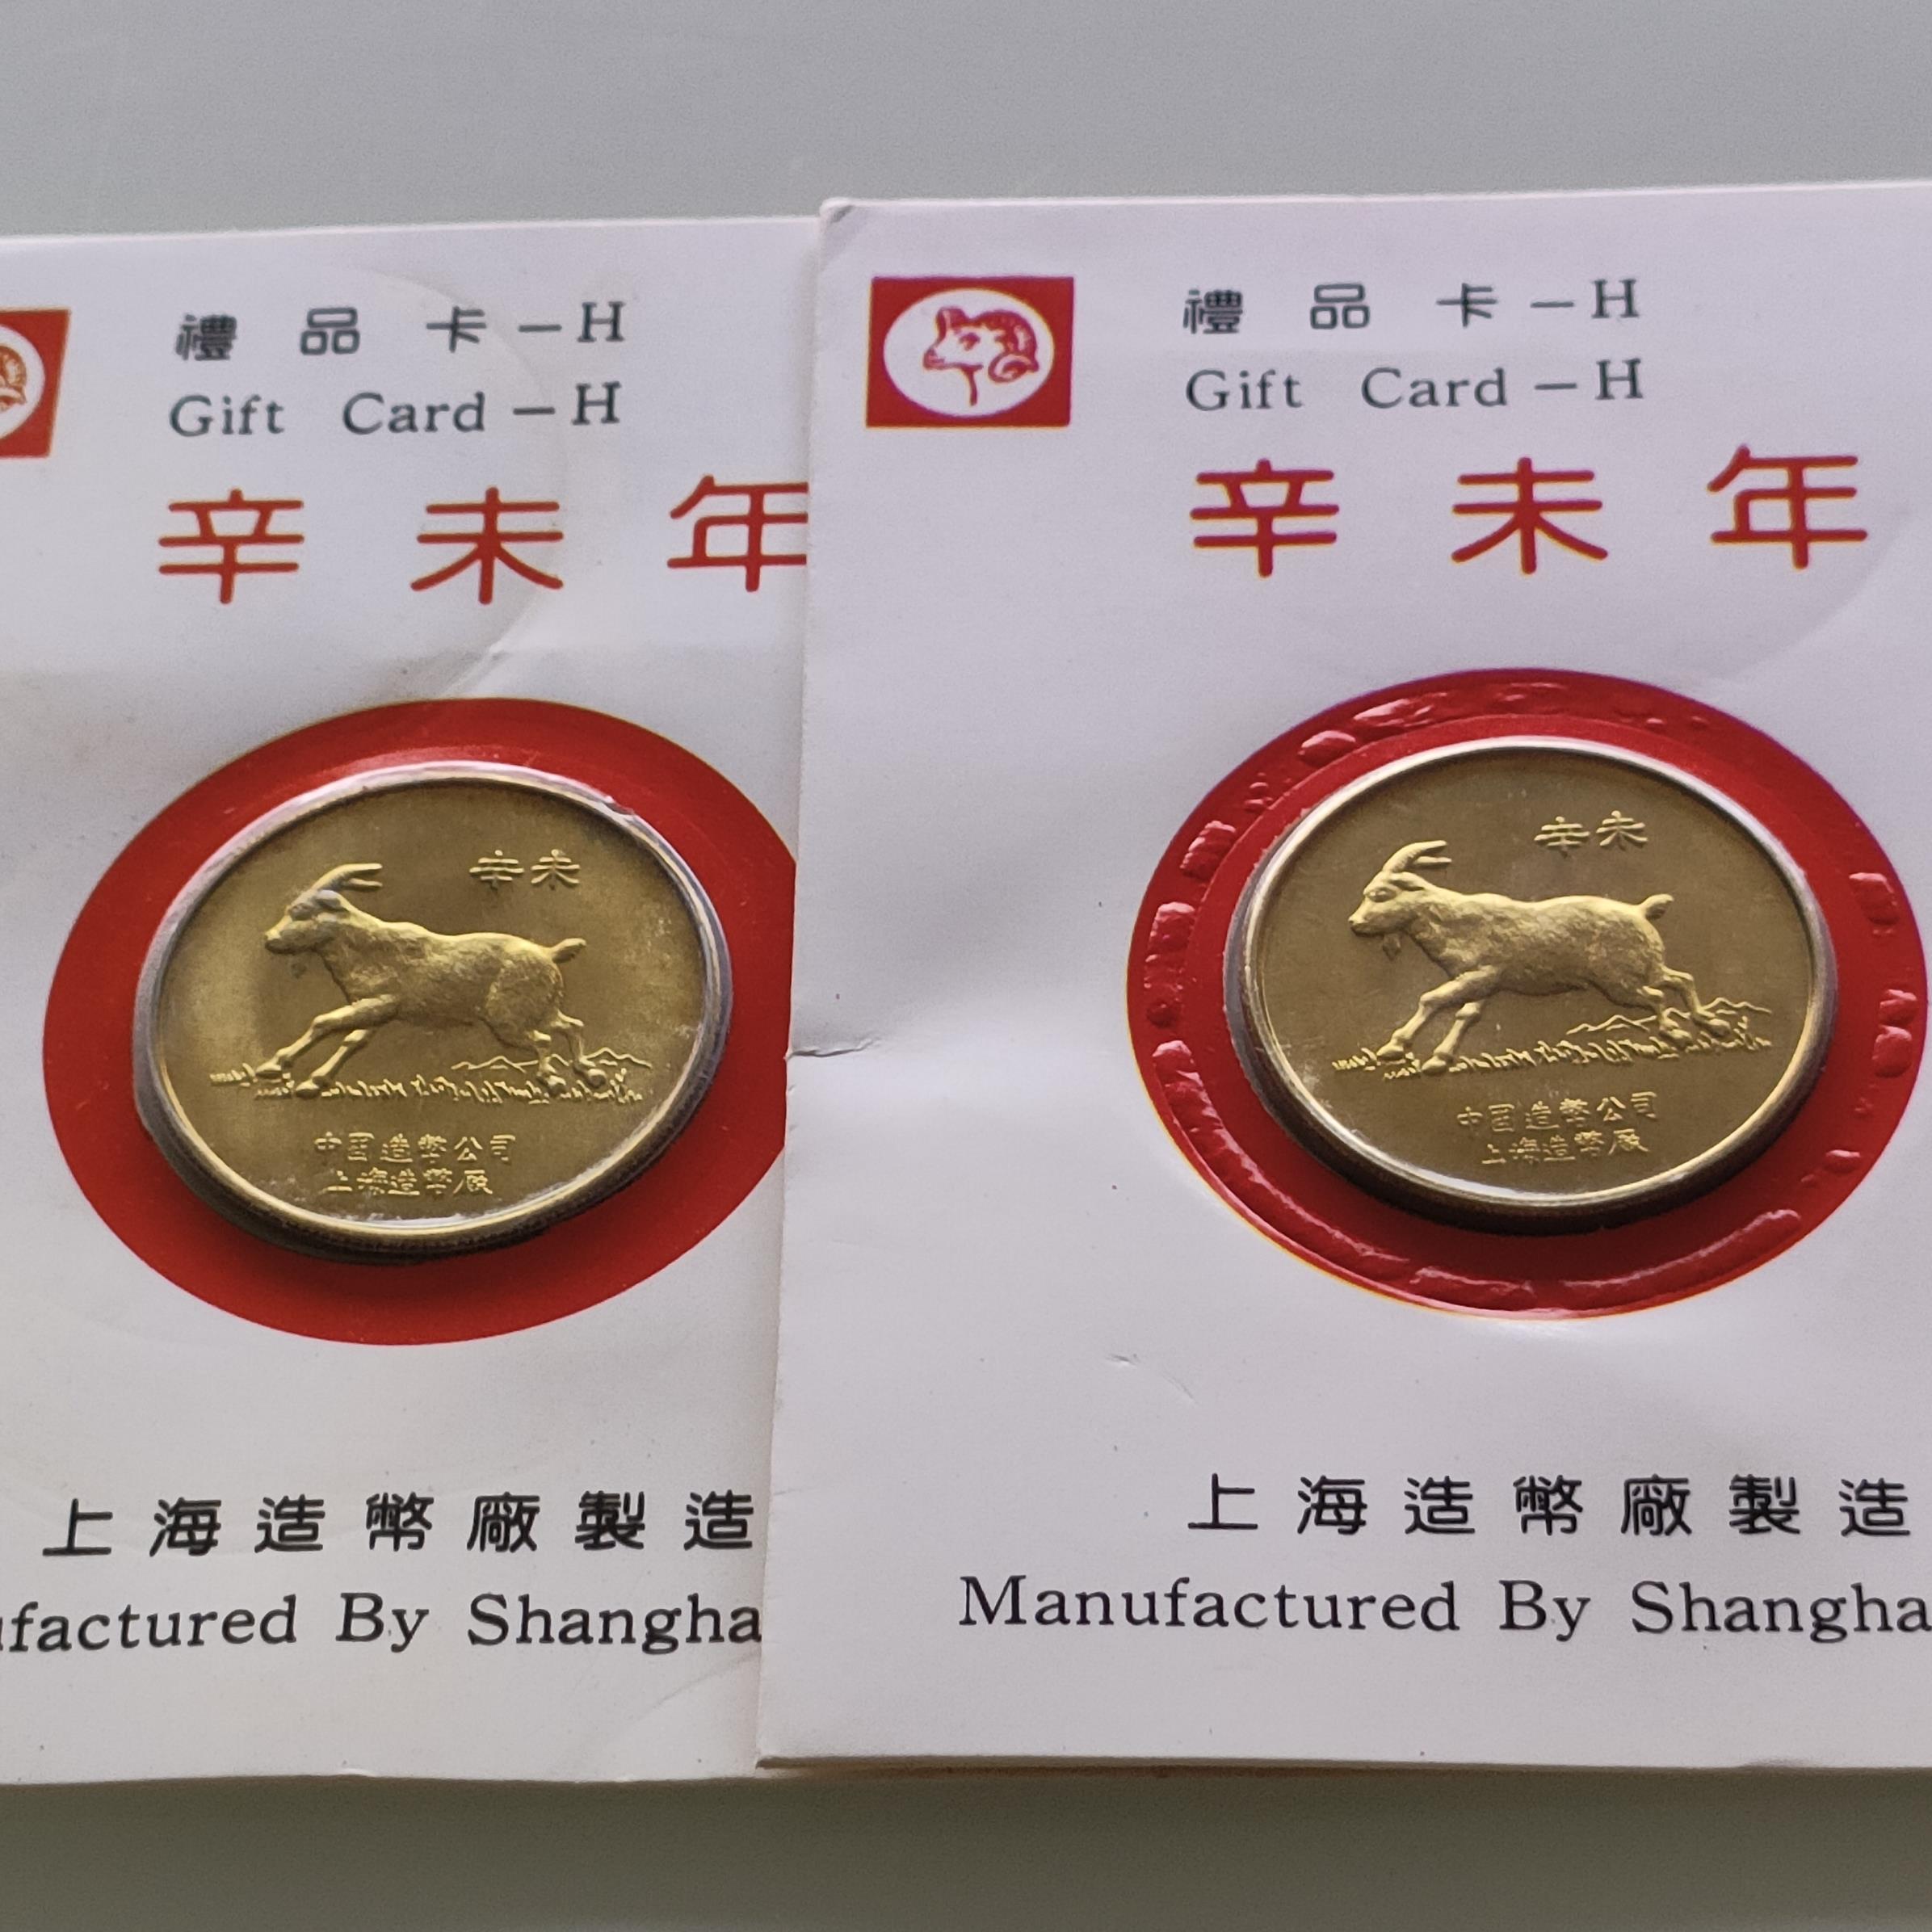 禮品卡－H
Gift Card－H
辛未年
辛未
中国造幣公司
上海造幣厰
上海造幣廠製造
ufactured By Shangha
禮品卡－H
Gift Card－H
辛未年
辛未
中国造幣公司
上海造幣厰
上海造幣廠製造
Manufactured By Shangha